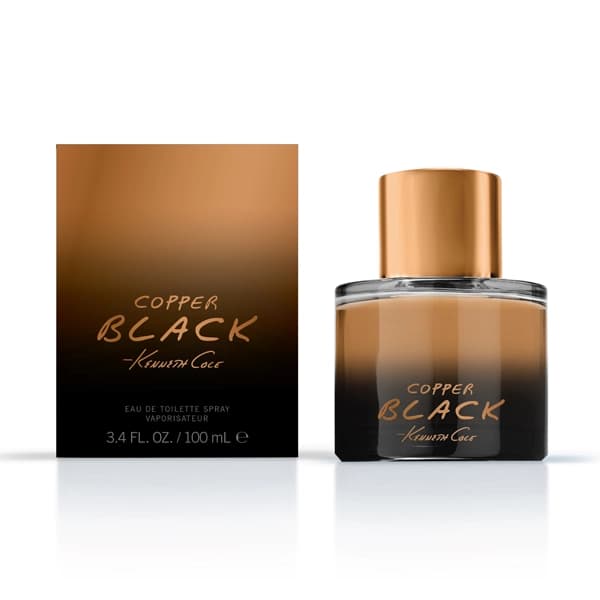 COPPER
BLACK
Kenneth Cole
EAU DE TOILETTE SPRAY
VAPORISATEUR
3.4 FL. OZ. / 100 mL ℮
COPPER
BLACK
Kenneth Cole